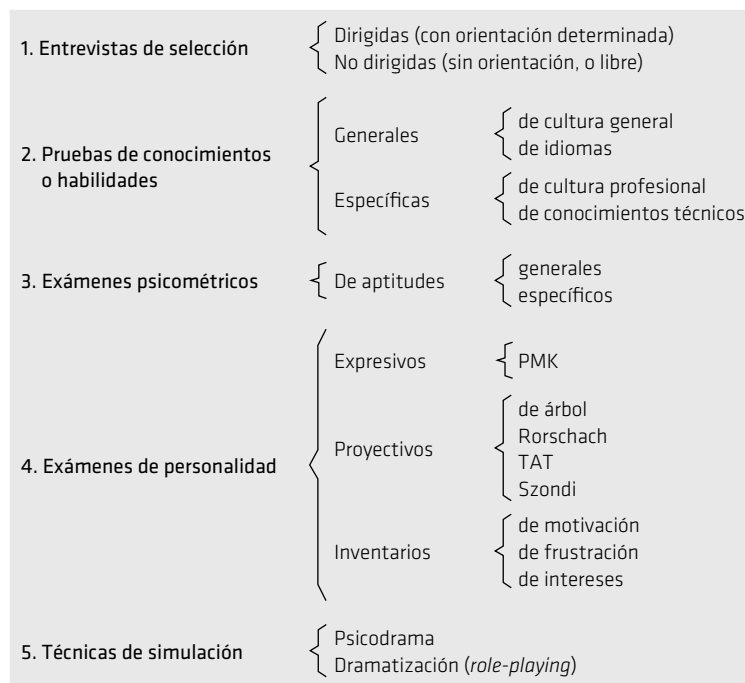 1. Entrevistas de selección
Dirigidas (con orientación determinada)
No dirigidas (sin orientación, o libre)
2. Pruebas de conocimientos
o habilidades
Generales
de cultura general
de idiomas
Específicas
de cultura profesional
de conocimientos técnicos
3. Exámenes psicométricos
De aptitudes
generales
específicos
4. Exámenes de personalidad
Expresivos
PMK
Proyectivos
de árbol
Rorschach
TAT
Szondi
Inventarios
de motivación
de frustración
de intereses
5. Técnicas de simulación
Psicodrama
Dramatización (role-playing)